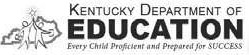 KENTUCKY DEPARTMENT OF
EDUCATION
Every Child Proficient and Prepared for SUCCESS